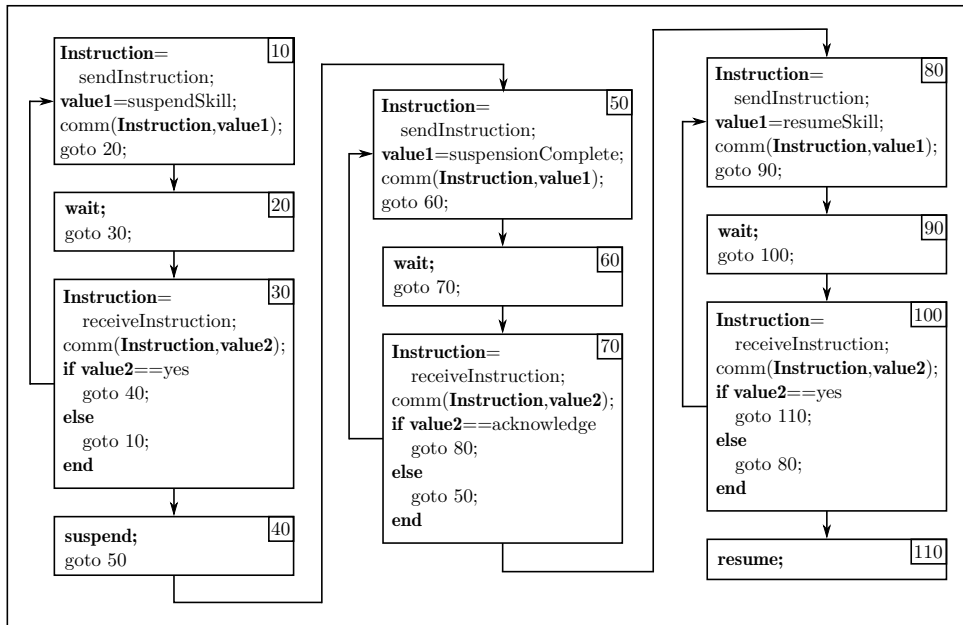 10
Instruction=
sendInstruction;
value1=suspendSkill;
comm(Instruction,value1);
goto 20;
20
wait;
goto 30;
30
Instruction=
receiveInstruction;
comm(Instruction,value2);
if value2==yes
goto 40;
else
goto 10;
end
40
suspend;
goto 50
50
Instruction=
sendInstruction;
value1=suspensionComplete;
comm(Instruction,value1);
goto 60;
60
wait;
goto 70;
70
Instruction=
receiveInstruction;
comm(Instruction,value2);
if value2==acknowledge
goto 80;
else
goto 50;
end
80
Instruction=
sendInstruction;
value1=resumeSkill;
comm(Instruction,value1);
goto 90;
90
wait;
goto 100;
100
Instruction=
receiveInstruction;
comm(Instruction,value2);
if value2==yes
goto 110;
else
goto 80;
end
110
resume;